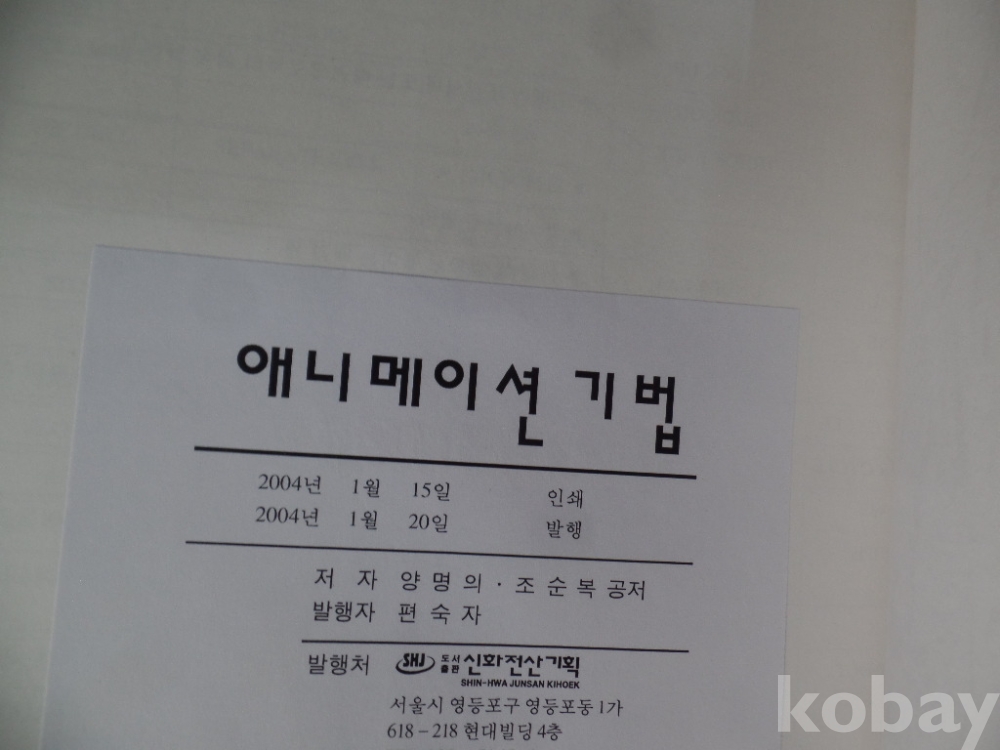 애니메이션 기법
2004년 1월 15일 인쇄
2004년 1월 20일 발행
저 자 양 명 의 · 조 순 복 공저
발행자 편 숙 자
발행처 SHJ 도서출판 신화전산기획
SHIN-HWA JUNSAN KIHOEK
서울시 영등포구 영등포동 1가
618 - 218 현대빌딩 4층
kobay